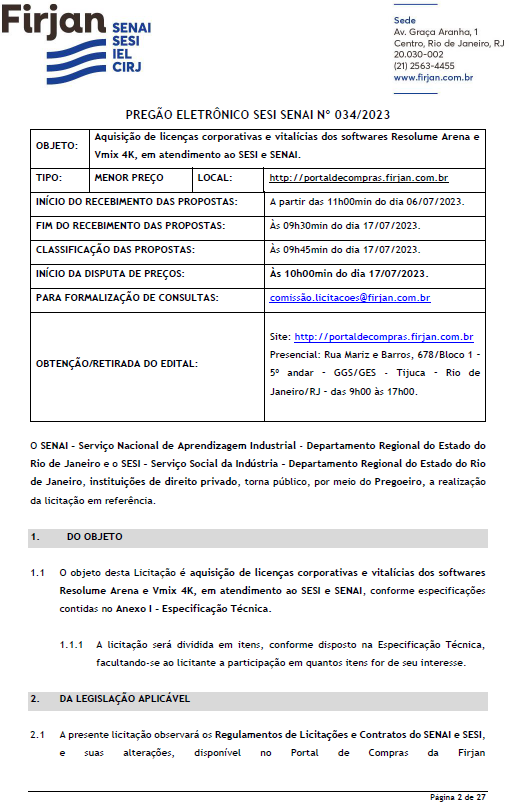 Firjan
SENAI
SESI
IEL
CIRJ
Sede
Av. Graça Aranha, 1
Centro, Rio de Janeiro, RJ
20.030-002
(21) 2563-4455
www.firjan.com.br
PREGÃO ELETRÔNICO SESI SENAI Nº 034/2023
OBJETO:
Aquisição de licenças corporativas e vitalícias dos softwares Resolume Arena e
Vmix 4K, em atendimento ao SESI e SENAI.
TIPO: MENOR PREÇO LOCAL: http://portaldecompras.firjan.com.br
INÍCIO DO RECEBIMENTO DAS PROPOSTAS: A partir das 11h00min do dia 06/07/2023.
FIM DO RECEBIMENTO DAS PROPOSTAS: Às 09h30min do dia 17/07/2023.
CLASSIFICAÇÃO DAS PROPOSTAS: Às 09h45min do dia 17/07/2023.
INÍCIO DA DISPUTA DE PREÇOS: Às 10h00min do dia 17/07/2023.
PARA FORMALIZAÇÃO DE CONSULTAS: comissão.licitacoes@firjan.com.br
OBTENÇÃO/RETIRADA DO EDITAL:
Site: http://portaldecompras.firjan.com.br
Presencial: Rua Mariz e Barros, 678/Bloco 1 -
5º andar - GGS/GES - Tijuca - Rio de
Janeiro/RJ - das 9h00 às 17h00.
O SENAI - Serviço Nacional de Aprendizagem Industrial - Departamento Regional do Estado do
Rio de Janeiro e o SESI - Serviço Social da Indústria - Departamento Regional do Estado do Rio
de Janeiro, instituições de direito privado, torna público, por meio do Pregoeiro, a realização
da licitação em referência.
1. DO OBJETO
1.1 O objeto desta Licitação é aquisição de licenças corporativas e vitalícias dos softwares
Resolume Arena e Vmix 4K, em atendimento ao SESI e SENAI, conforme especificações
contidas no Anexo I - Especificação Técnica.
1.1.1 A licitação será dividida em itens, conforme disposto na Especificação Técnica,
facultando-se ao licitante a participação em quantos itens for de seu interesse.
2. DA LEGISLAÇÃO APLICÁVEL
2.1 A presente licitação observará os Regulamentos de Licitações e Contratos do SENAI e SESI,
e suas alterações, disponível no Portal de Compras da Firjan
Página 2 de 27